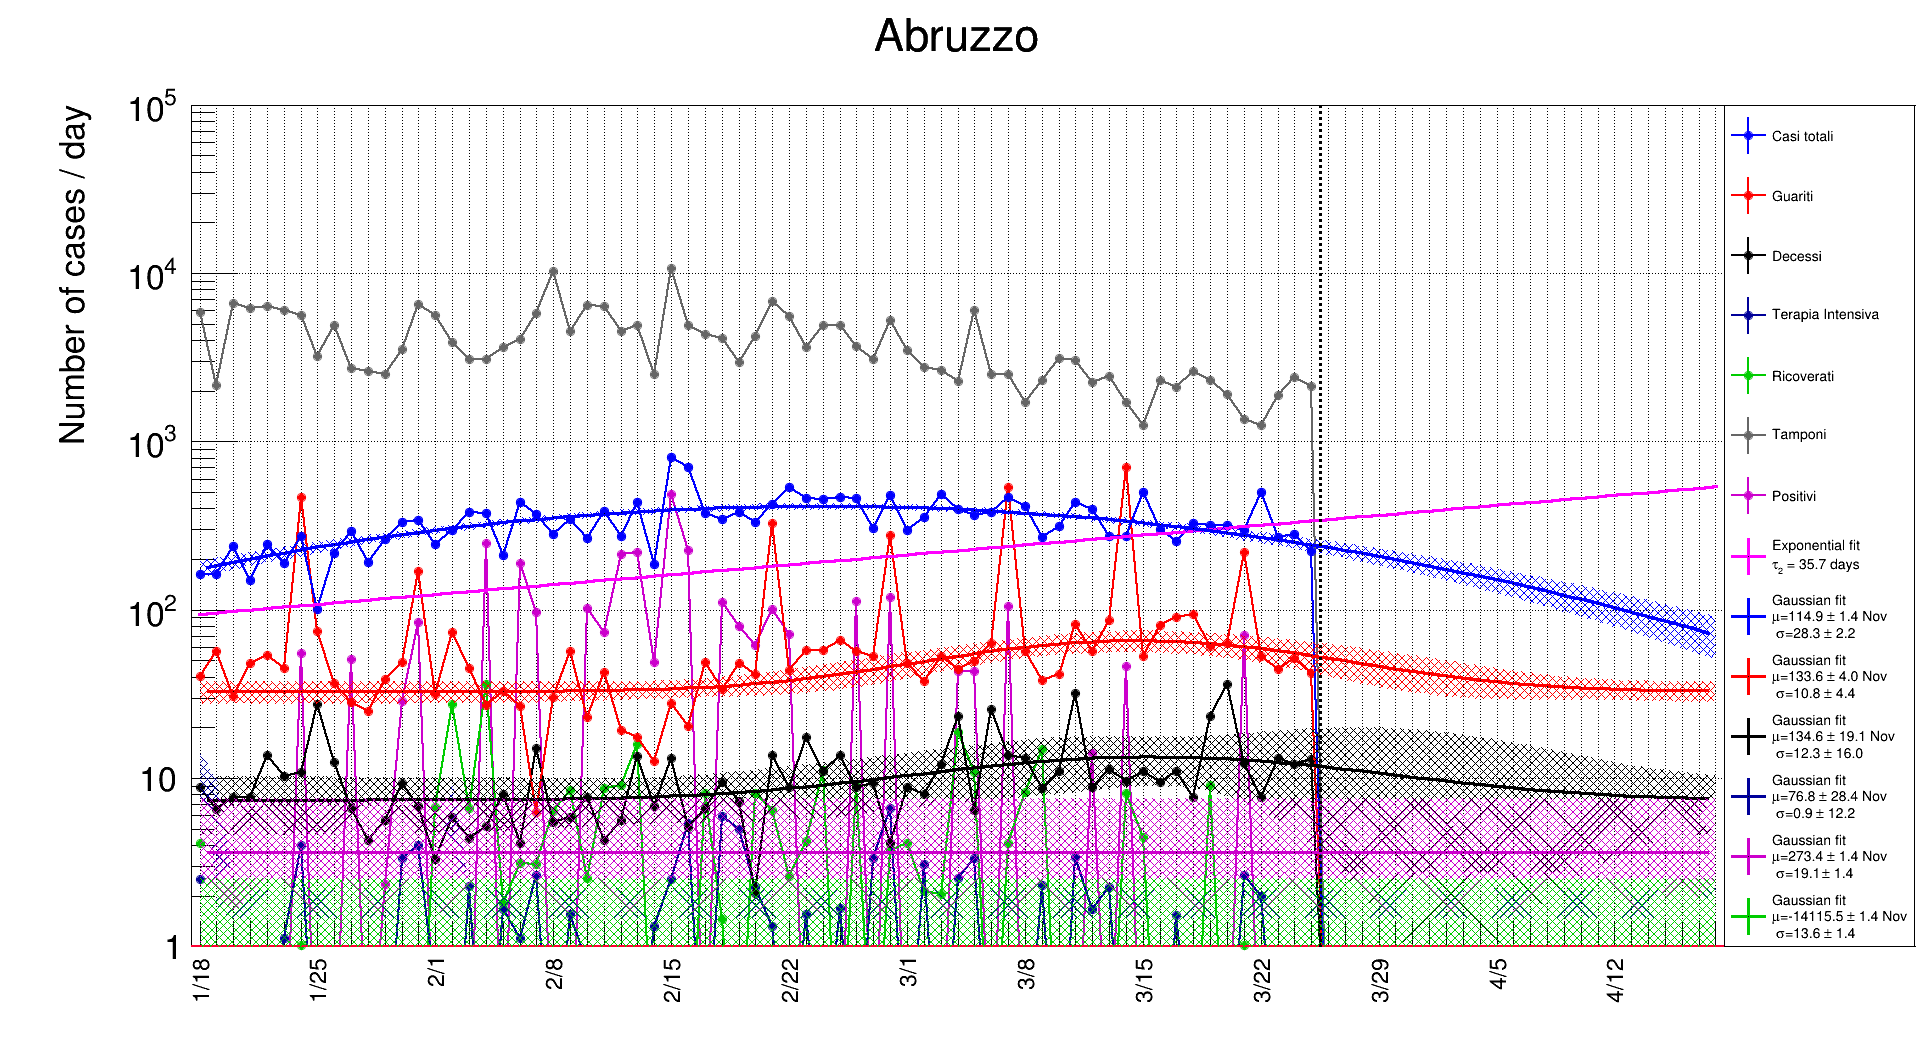 Abruzzo
Number of cases / day
10^5
10^4
10^3
10^2
10
1
1/18
1/25
2/1
2/8
2/15
2/22
3/1
3/8
3/15
3/22
3/29
4/5
4/12
Casi totali
Guariti
Decessi
Terapia Intensiva
Ricoverati
Tamponi
Positivi
Exponential fit
τ₂ = 35.7 days
Gaussian fit
μ=114.9 ± 1.4 Nov
σ=28.3 ± 2.2
Gaussian fit
μ=133.6 ± 4.0 Nov
σ=10.8 ± 4.4
Gaussian fit
μ=134.6 ± 19.1 Nov
σ=12.3 ± 16.0
Gaussian fit
μ=76.8 ± 28.4 Nov
σ=0.9 ± 12.2
Gaussian fit
μ=273.4 ± 1.4 Nov
σ=19.1 ± 1.4
Gaussian fit
μ=-14115.5 ± 1.4 Nov
σ=13.6 ± 1.4